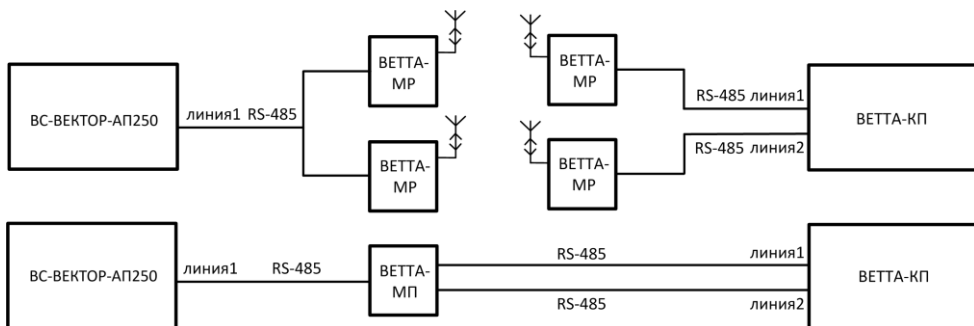 ВЕТТА-
МР
ВЕТТА-
МР
ВС-ВЕКТОР-АП250
линия1 RS-485
RS-485 линия1
ВЕТТА-КП
RS-485 линия2
ВЕТТА-
МР
ВЕТТА-
МР
ВС-ВЕКТОР-АП250
линия1 RS-485
ВЕТТА-
МП
RS-485 линия1
RS-485 линия2
ВЕТТА-КП